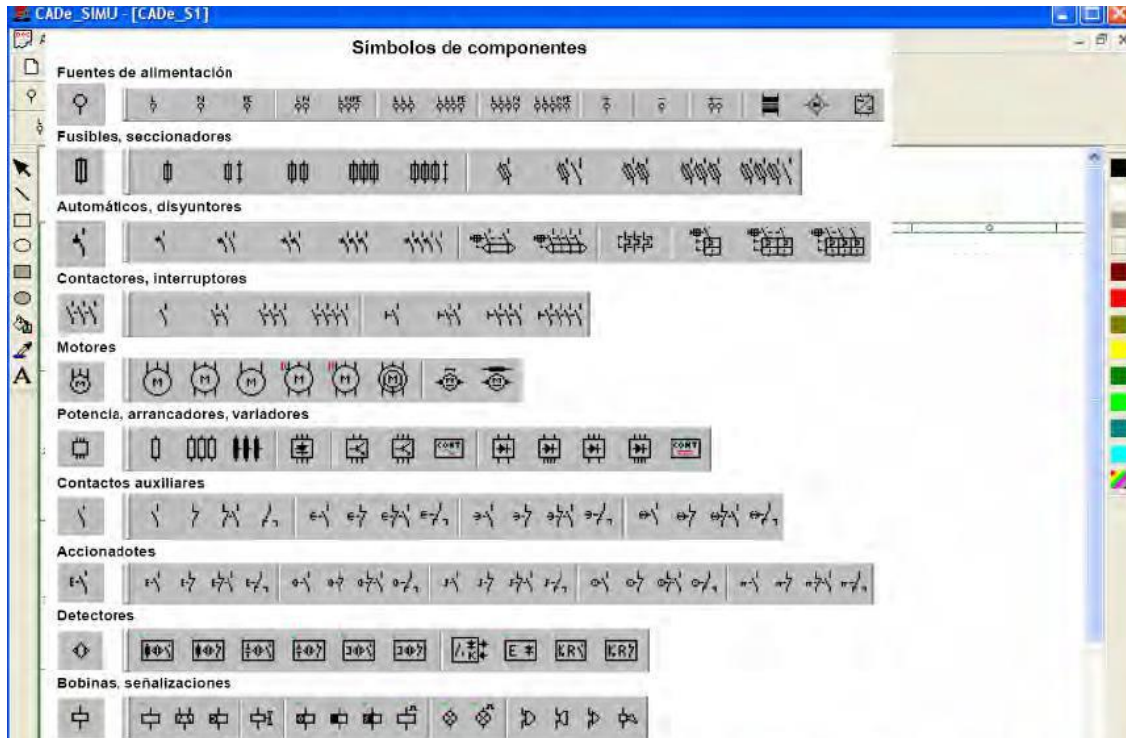 CADe_SIMU - [CADe_S1]
Símbolos de componentes
Fuentes de alimentación
Fusibles, seccionadores
Automáticos, disyuntores
Contactores, interruptores
Motores
Potencia, arrancadores, variadores
Contactos auxiliares
Accionadotes
Detectores
Bobinas, señalizaciones
A